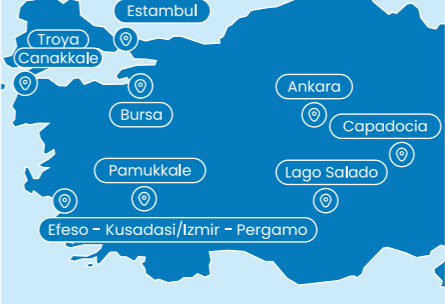 Estambul
Troya
Canakkale
Bursa
Ankara
Capadocia
Pamukkale
Lago Salado
Efeso - Kusadasi/Izmir - Pergamo